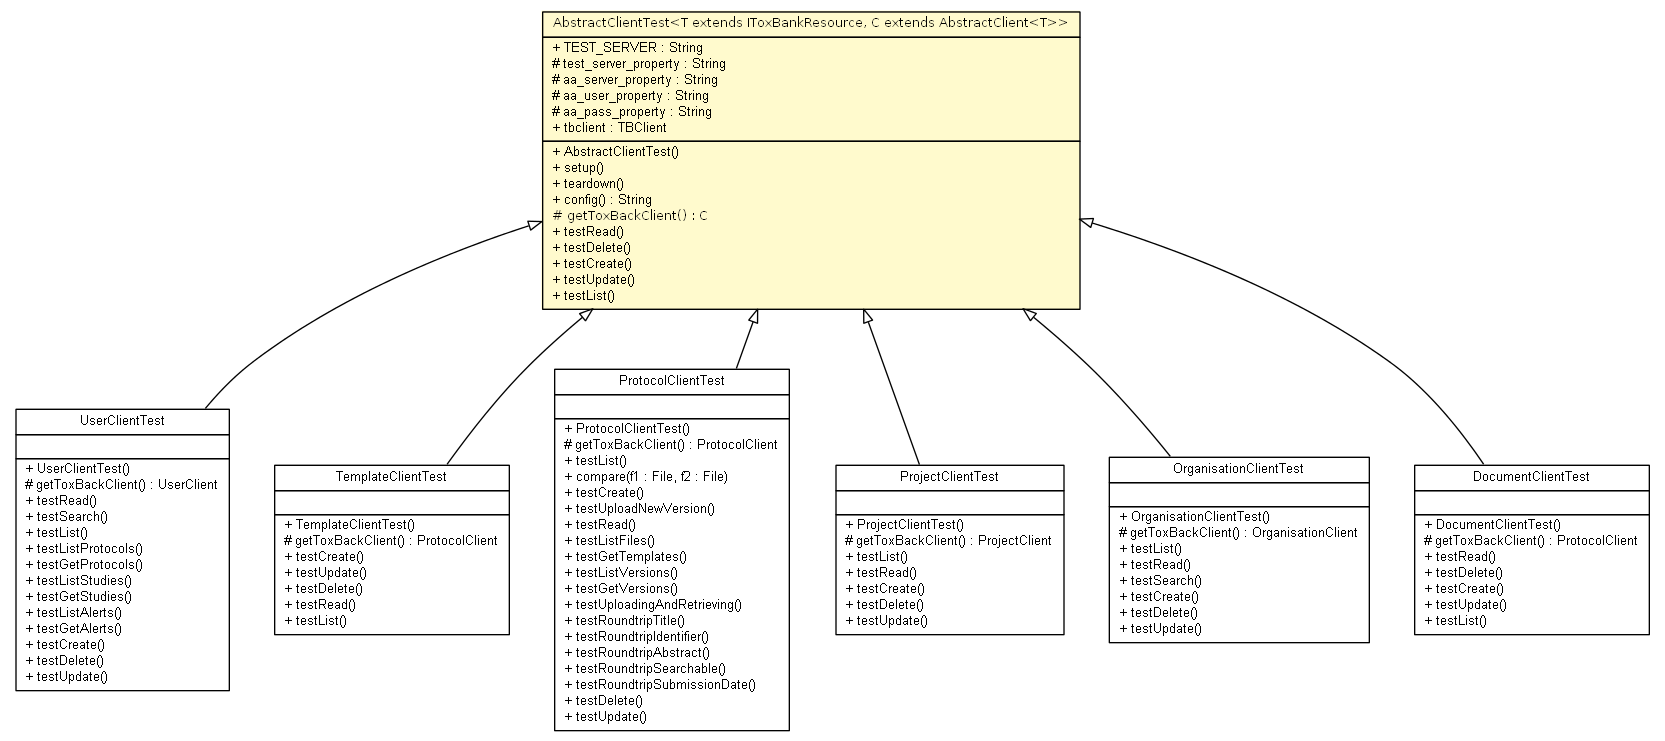 AbstractClientTest<T extends IToxBankResource, C extends AbstractClient<T>>
+ TEST_SERVER : String
# test_server_property : String
# aa_server_property : String
# aa_user_property : String
# aa_pass_property : String
+ tbclient : TBClient
+ AbstractClientTest()
+ setup()
+ teardown()
+ config() : String
# getToxBackClient() : C
+ testRead()
+ testDelete()
+ testCreate()
+ testUpdate()
+ testList()
UserClientTest
+ UserClientTest()
# getToxBackClient() : UserClient
+ testRead()
+ testSearch()
+ testList()
+ testListProtocols()
+ testGetProtocols()
+ testListStudies()
+ testGetStudies()
+ testListAlerts()
+ testGetAlerts()
+ testCreate()
+ testDelete()
+ testUpdate()
TemplateClientTest
+ TemplateClientTest()
# getToxBackClient() : ProtocolClient
+ testCreate()
+ testUpdate()
+ testDelete()
+ testRead()
+ testList()
ProtocolClientTest
+ ProtocolClientTest()
# getToxBackClient() : ProtocolClient
+ testList()
+ compare(f1 : File, f2 : File)
+ testCreate()
+ testUploadNewVersion()
+ testRead()
+ testListFiles()
+ testGetTemplates()
+ testListVersions()
+ testGetVersions()
+ testUploadingAndRetrieving()
+ testRoundtripTitle()
+ testRoundtripIdentifier()
+ testRoundtripAbstract()
+ testRoundtripSearchable()
+ testRoundtripSubmissionDate()
+ testDelete()
+ testUpdate()
ProjectClientTest
+ ProjectClientTest()
# getToxBackClient() : ProjectClient
+ testList()
+ testRead()
+ testCreate()
+ testDelete()
+ testUpdate()
OrganisationClientTest
+ OrganisationClientTest()
# getToxBackClient() : OrganisationClient
+ testList()
+ testRead()
+ testSearch()
+ testCreate()
+ testDelete()
+ testUpdate()
DocumentClientTest
+ DocumentClientTest()
# getToxBackClient() : ProtocolClient
+ testRead()
+ testDelete()
+ testCreate()
+ testUpdate()
+ testList()